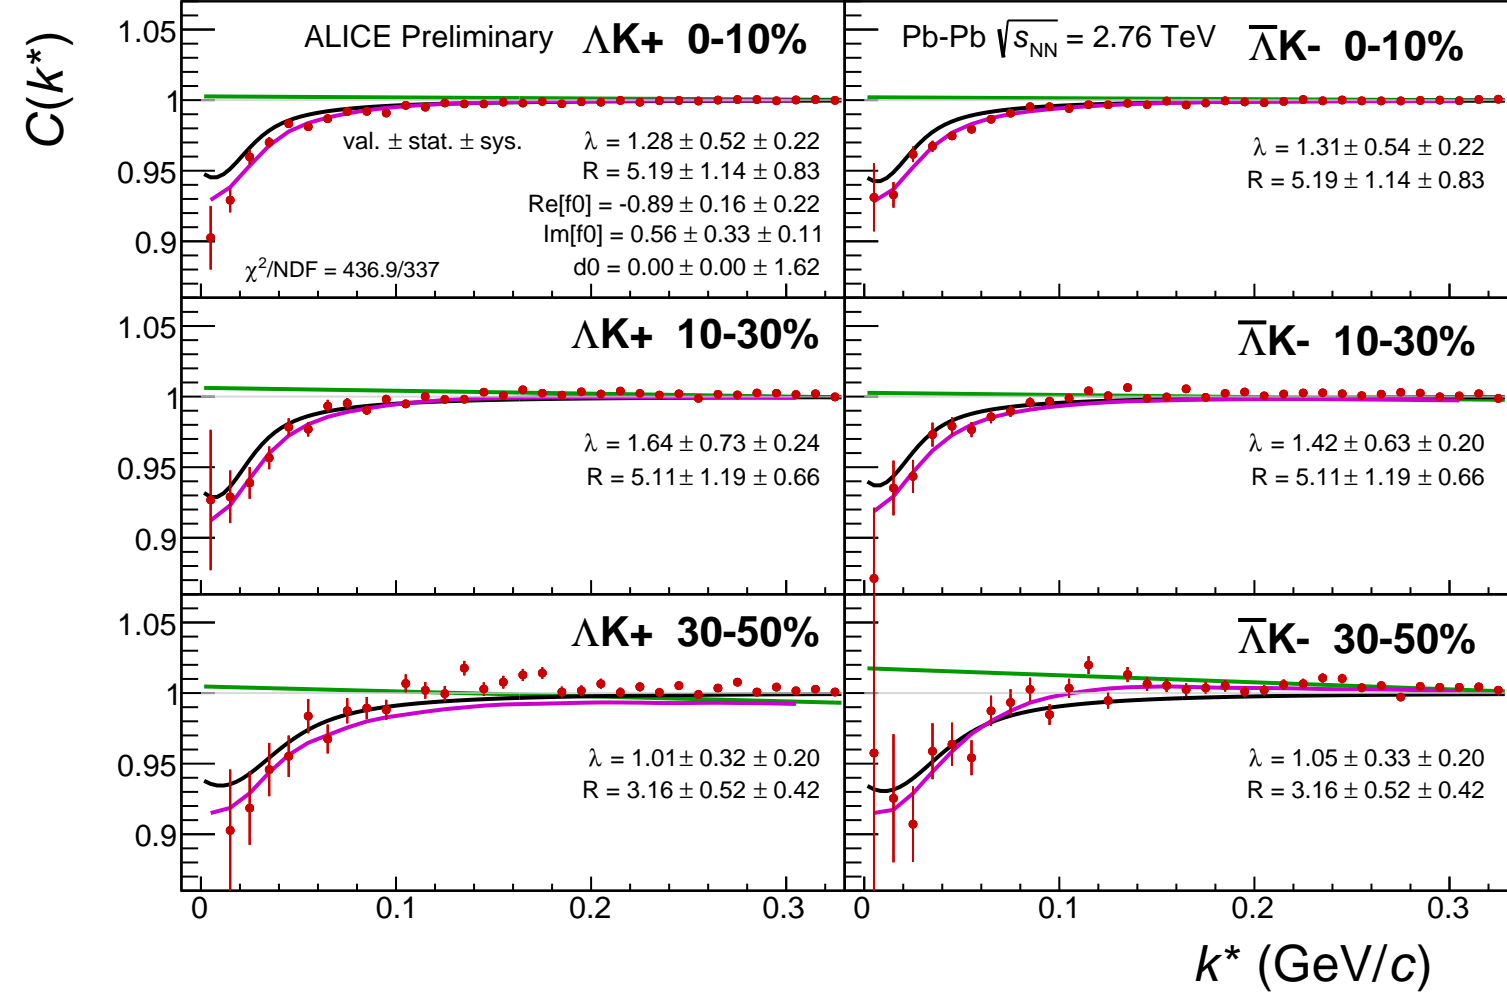 C(k*)
ALICE Preliminary ΛK+ 0-10%
1.05
1
0.95
0.9
val. ± stat. ± sys.
λ = 1.28 ± 0.52 ± 0.22
R = 5.19 ± 1.14 ± 0.83
Re[f0] = -0.89 ± 0.16 ± 0.22
Im[f0] = 0.56 ± 0.33 ± 0.11
d0 = 0.00 ± 0.00 ± 1.62
χ²/NDF = 436.9/337
Pb-Pb √s_NN = 2.76 TeV Λ̅K- 0-10%
λ = 1.31 ± 0.54 ± 0.22
R = 5.19 ± 1.14 ± 0.83
ΛK+ 10-30%
1.05
1
0.95
0.9
λ = 1.64 ± 0.73 ± 0.24
R = 5.11 ± 1.19 ± 0.66
Λ̅K- 10-30%
λ = 1.42 ± 0.63 ± 0.20
R = 5.11 ± 1.19 ± 0.66
ΛK+ 30-50%
1.05
1
0.95
0.9
λ = 1.01 ± 0.32 ± 0.20
R = 3.16 ± 0.52 ± 0.42
Λ̅K- 30-50%
λ = 1.05 ± 0.33 ± 0.20
R = 3.16 ± 0.52 ± 0.42
0 0.1 0.2 0.3 0 0.1 0.2 0.3
k* (GeV/c)